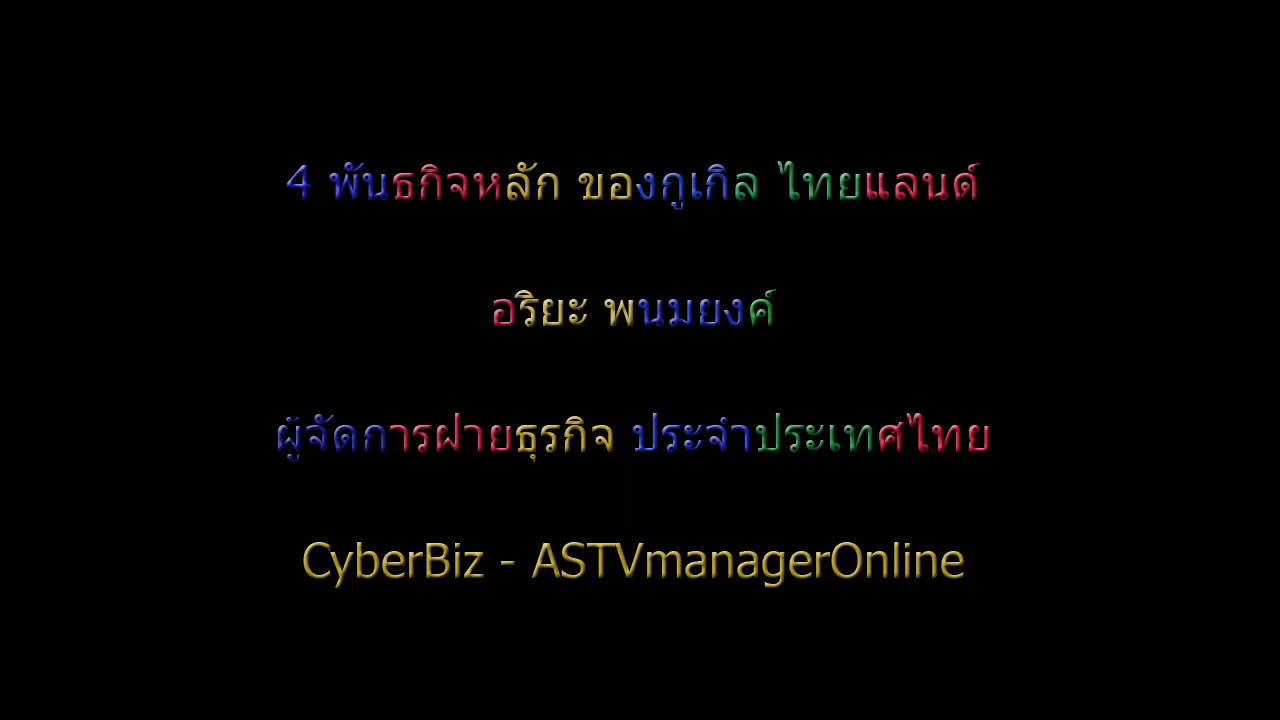 4 พันธกิจหลัก ของกูเกิล ไทยแลนด์
อริยะ พนมยงค์
ผู้จัดการฝ่ายธุรกิจ ประจำประเทศไทย
CyberBiz - ASTVmanagerOnline